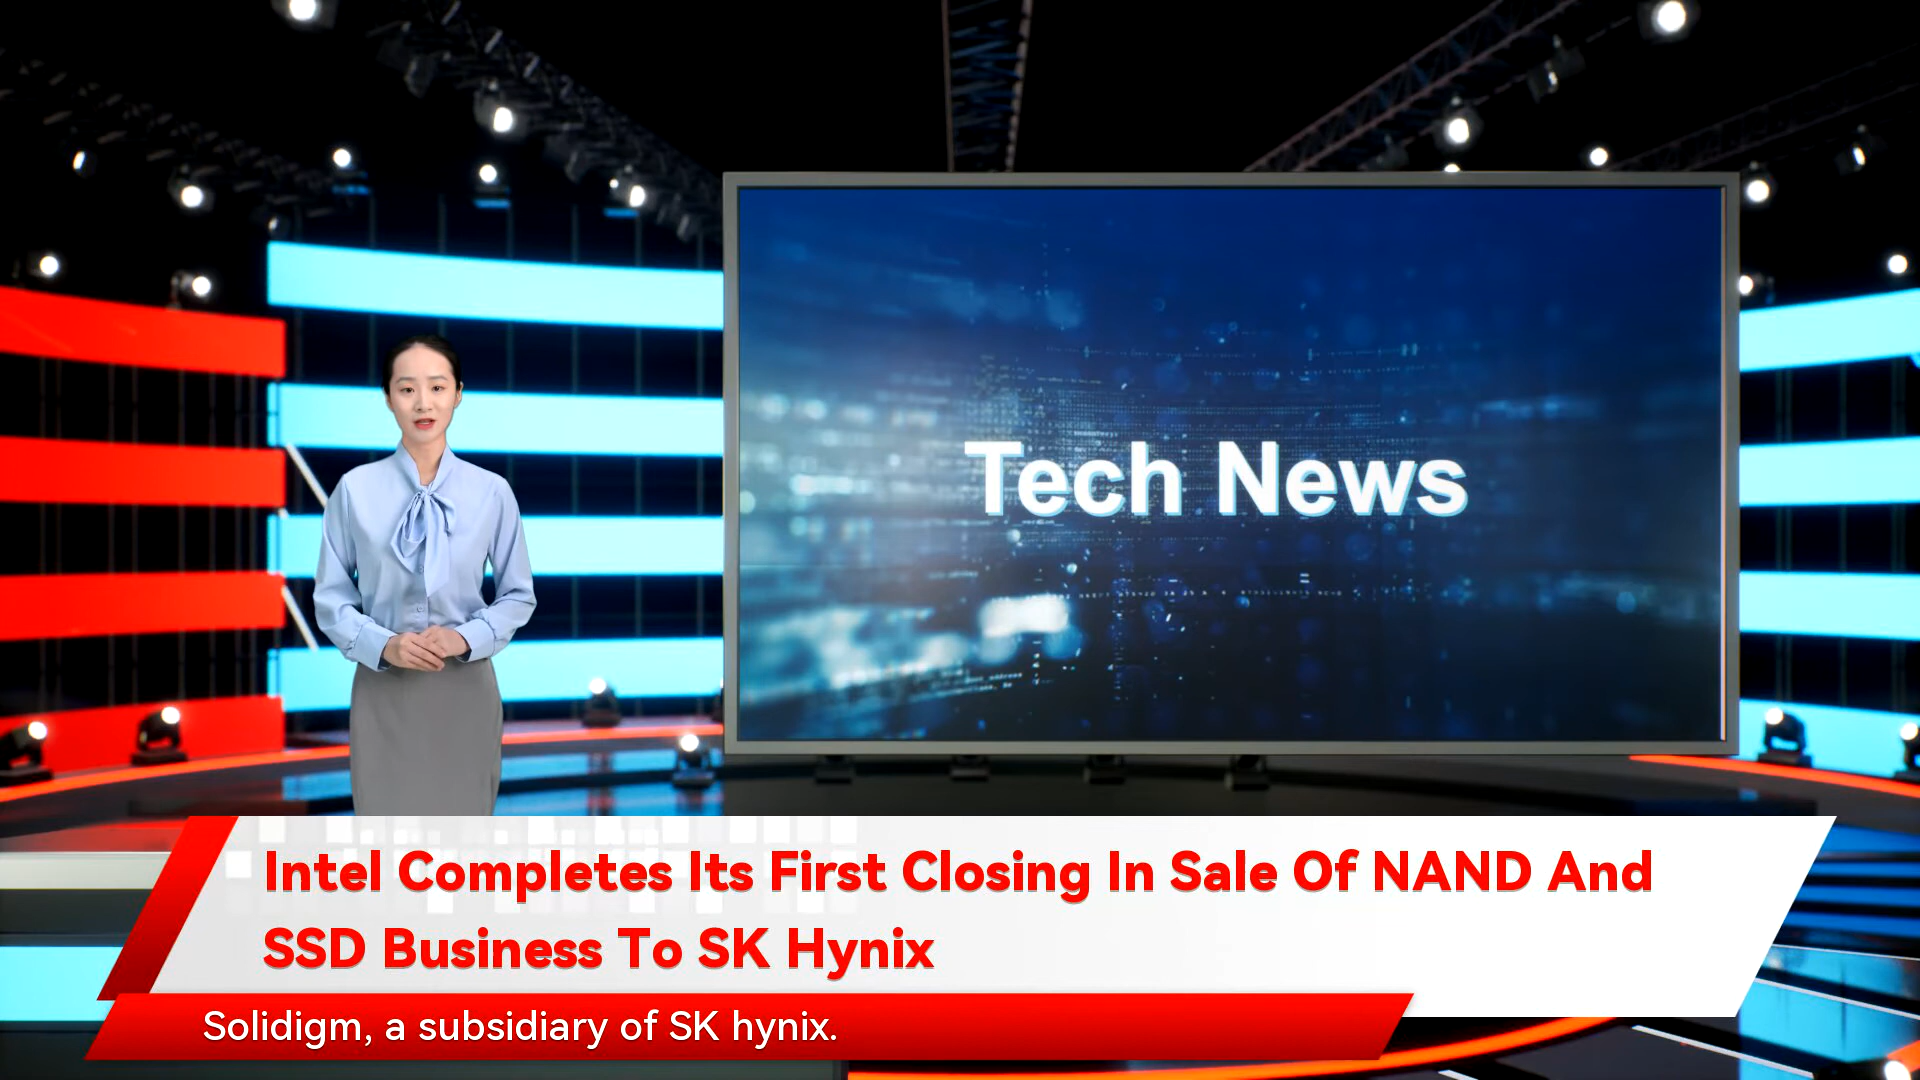 Tech News
Intel Completes Its First Closing In Sale Of NAND And
SSD Business To SK Hynix
Solidigm, a subsidiary of SK hynix.